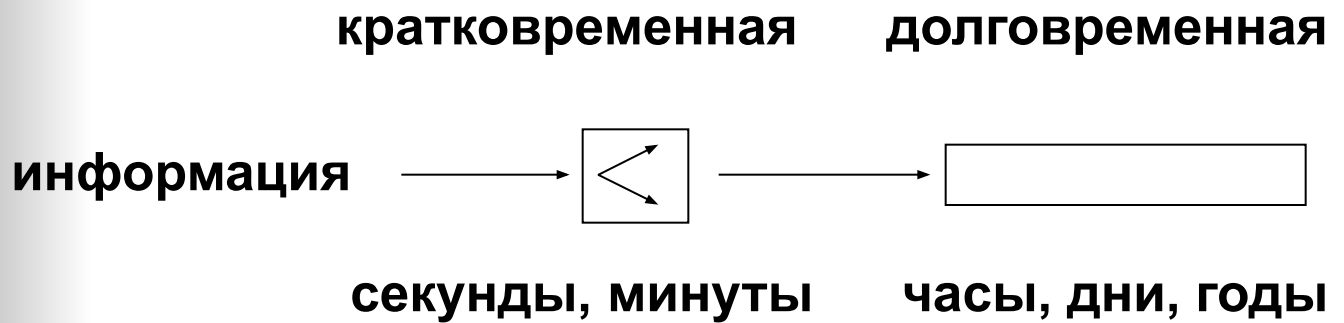 кратковременная долговременная
информация
секунды, минуты часы, дни, годы